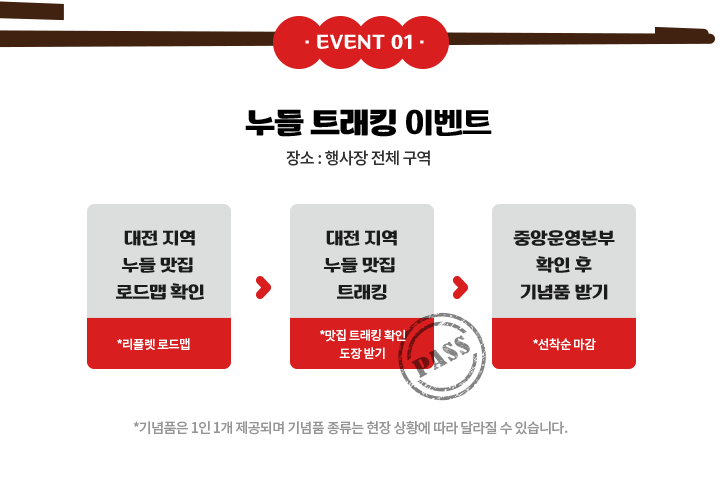 · EVENT 01 ·
누들 트래킹 이벤트
장소 : 행사장 전체 구역
대전 지역
누들 맛집
로드맵 확인
*리플렛 로드맵
대전 지역
누들 맛집
트래킹
*맛집 트래킹 확인
도장 받기
PASS
중앙운영본부
확인 후
기념품 받기
*선착순 마감
*기념품은 1인 1개 제공되며 기념품 종류는 현장 상황에 따라 달라질 수 있습니다.